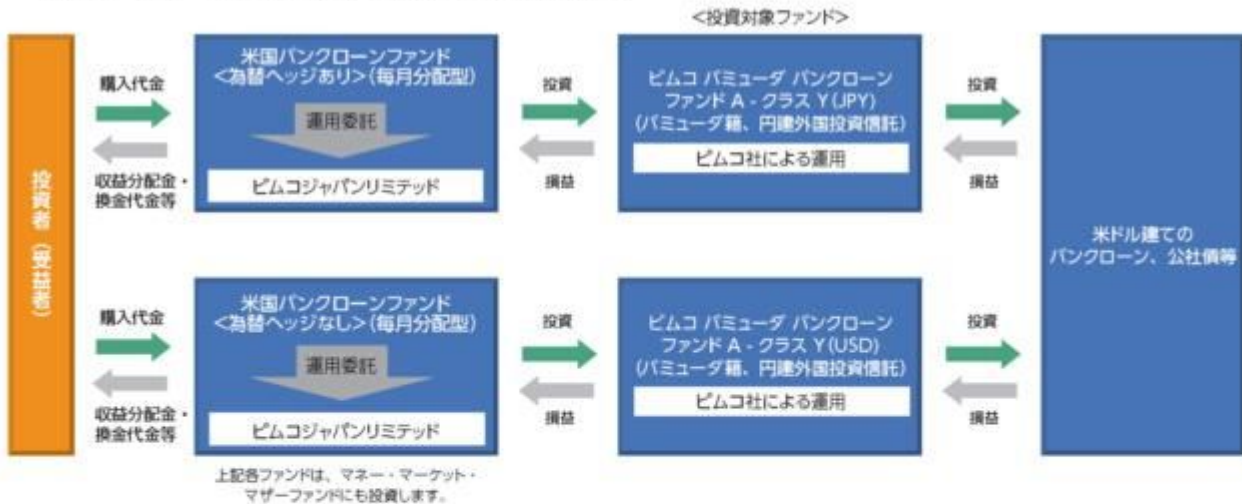 <投資対象ファンド>
投資者（受益者）
購入代金
収益分配金・
換金代金等
米国バンクローンファンド
<為替ヘッジあり>（毎月分配型）
運用委託
ピムコジャパンリミテッド
投資
損益
ピムコ バミューダ バンクローン
ファンド A - クラス Y（JPY）
（バミューダ籍、円建外国投資信託）
ピムコ社による運用
投資
損益
米ドル建ての
バンクローン、公社債等
購入代金
収益分配金・
換金代金等
米国バンクローンファンド
<為替ヘッジなし>（毎月分配型）
運用委託
ピムコジャパンリミテッド
投資
損益
ピムコ バミューダ バンクローン
ファンド A - クラス Y（USD）
（バミューダ籍、円建外国投資信託）
ピムコ社による運用
投資
損益
上記各ファンドは、マネー・マーケット・
マザーファンドにも投資します。